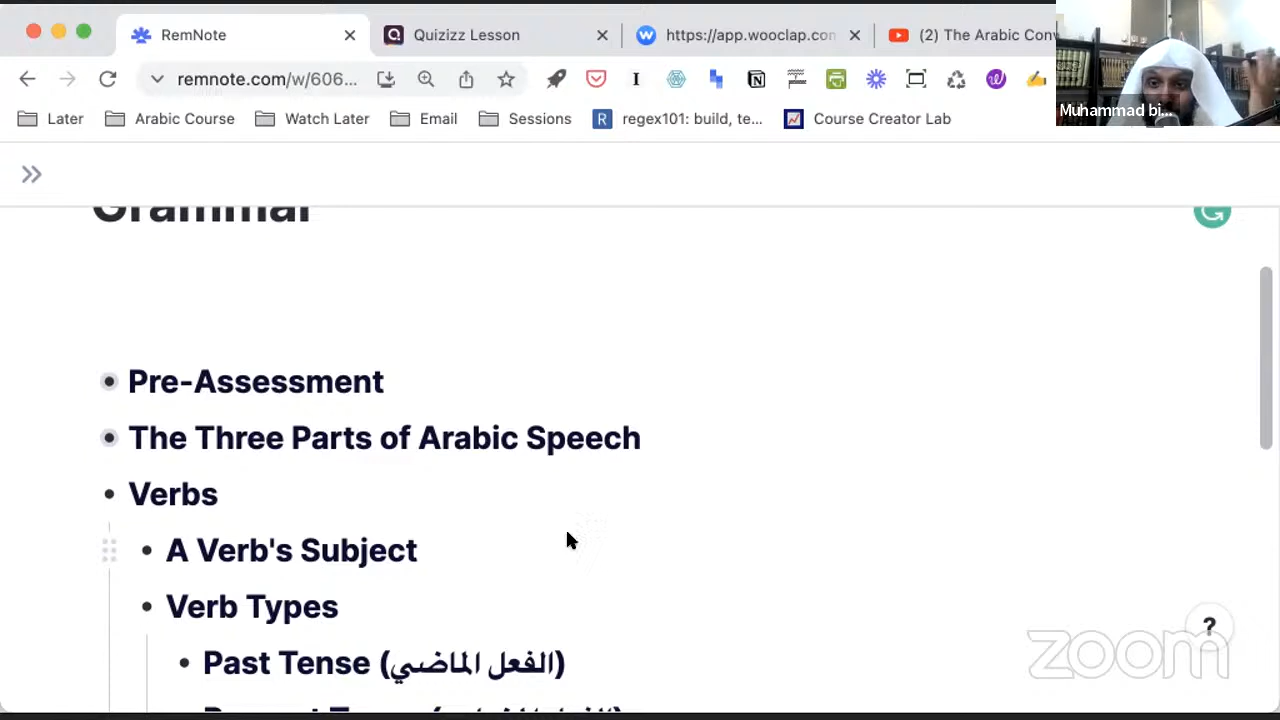 RemNote
Quizizz Lesson
https://app.wooclap.con
(2) The Arabic Con
remnote.com/w/606...
Muhammad bi...
Later
Arabic Course
Watch Later
Email
Sessions
regex101: build, te...
Course Creator Lab
Grammar
Pre-Assessment
The Three Parts of Arabic Speech
Verbs
A Verb's Subject
Verb Types
Past Tense (الفعل الماضي)
?
zoom